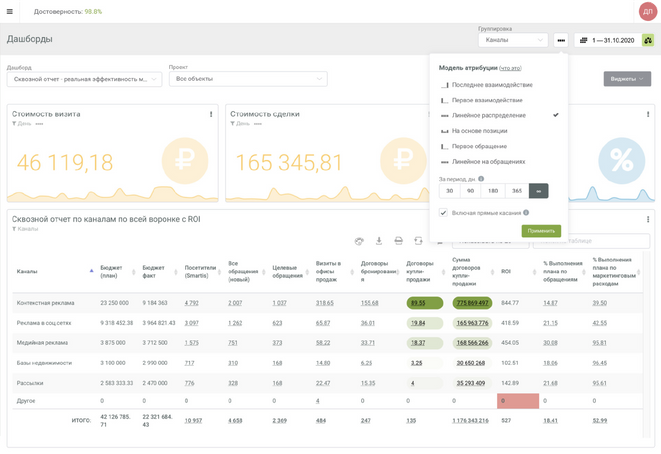 Достоверность: 98.8%
ДП
Дашборды
Группировка
Каналы
1 — 31.10.2020
Дашборд
Сквозной отчет - реальная эффективность м...
Проект
Все объекты
Виджеты
Модель атрибуции (что это)
Последнее взаимодействие
Первое взаимодействие
Линейное распределение
На основе позиции
Первое обращение
Линейное на обращениях
За период, дн.
30 90 180 365 ∞
Включая прямые касания
Применить
Стоимость визита
День
46 119,18
Стоимость сделки
День
165 345,81
Сквозной отчет по каналам по всей воронке с ROI
Каналы
таблице
Каналы
Бюджет (план)
Бюджет факт
Посетители (Smartis)
Все обращения (новый)
Целевые обращения
Визиты в офисы продаж
Договоры бронирования
Договоры купли-продажи
Сумма договоров купли-продажи
ROI
% Выполнения плана по обращениям
% Выполнения плана по маркетинговым расходам
Контекстная реклама 23 250 000 9 184 363 4 792 2 007 1 037 318.65 155.68 89.55 775 869 497 844.77 14.87 39.50
Реклама в соц.сетях 9 318 452.38 3 964 821.43 3 097 1 262 623 65.87 36.01 19.84 165 963 776 418.59 21.15 42.55
Медийная реклама 3 875 000 3 712 500 1 575 751 373 58.22 33.71 18.37 168 566 266 454.05 30.08 95.81
Базы недвижимости 3 100 000 2 990 000 717 310 168 14.80 6.25 3.25 30 650 268 102.51 18.06 96.45
Рассылки 2 583 333.33 2 470 000 776 328 168 22.47 15.35 4 35 293 409 142.89 21.68 95.61
Другое 0 0 0 0 0 4 0 0 0 0 0 0
ИТОГО: 42 126 785.71 22 321 684.43 10 937 4 653 2 369 484 247 135 1 176 343 216 527 18.41 52.99